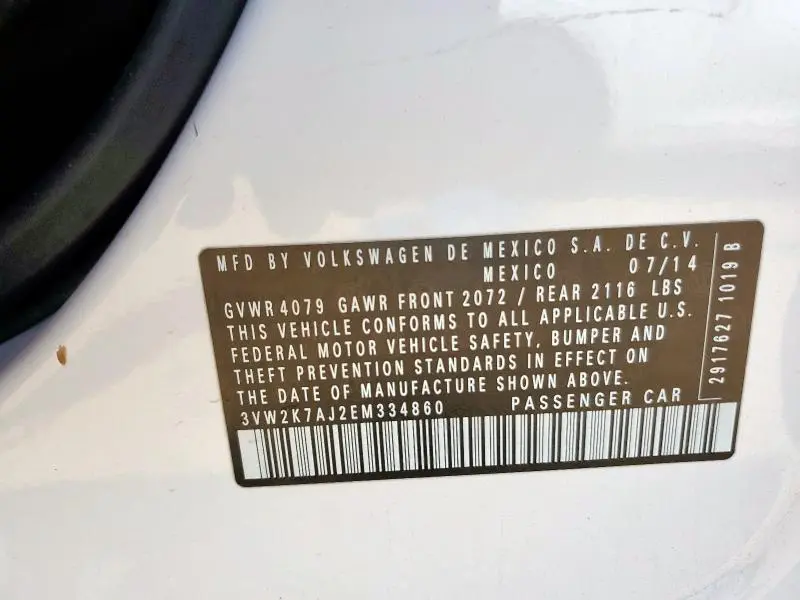 MFD BY VOLKSWAGEN DE MEXICO S.A. DE C.V.
MEXICO 07/14
GVWR 4079 GAWR FRONT 2072 / REAR 2116 LBS
THIS VEHICLE CONFORMS TO ALL APPLICABLE U.S.
FEDERAL MOTOR VEHICLE SAFETY, BUMPER AND
THEFT PREVENTION STANDARDS IN EFFECT ON
THE DATE OF MANUFACTURE SHOWN ABOVE.
3VW2K7AJ2EM334860 PASSENGER CAR
2917627 1019 B